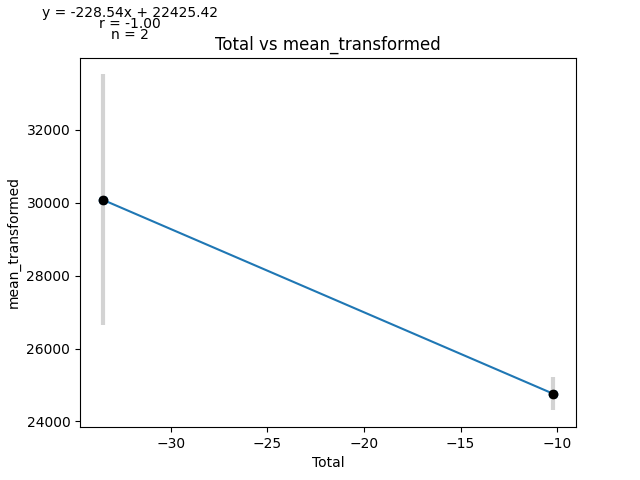 y = -228.54x + 22425.42
r = -1.00
n = 2
Total vs mean_transformed
mean_transformed
32000
30000
28000
26000
24000
−30
−25
−20
−15
−10
Total